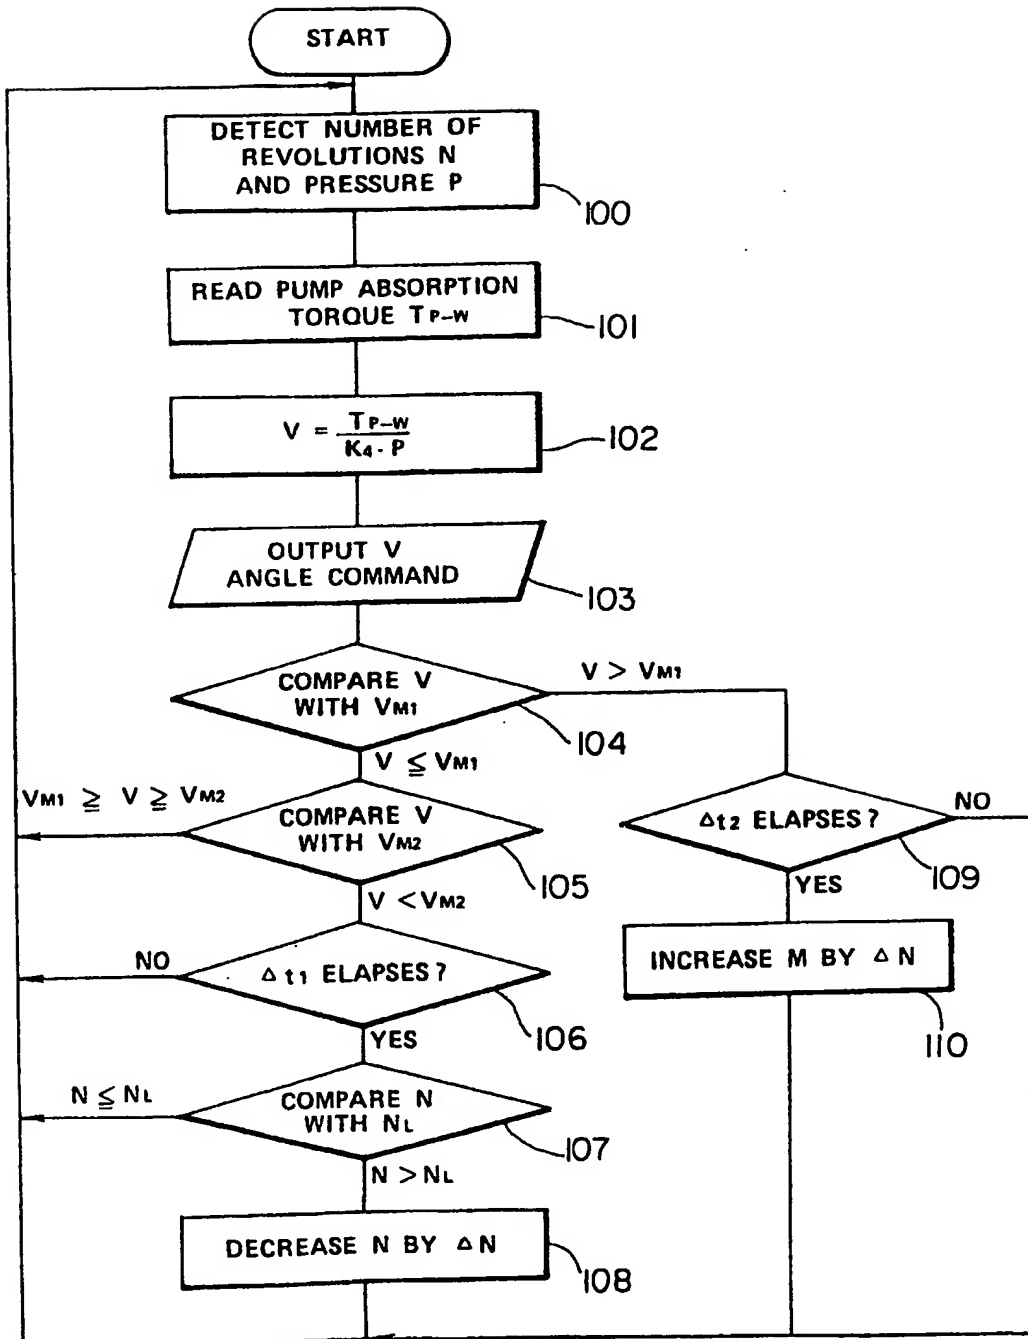 START
DETECT NUMBER OF
REVOLUTIONS N
AND PRESSURE P
100
READ PUMP ABSORPTION
TORQUE TP-W
101
V = TP-W
K4 · P
102
OUTPUT V
ANGLE COMMAND
103
COMPARE V
WITH VM1
V > VM1
104
V ≦ VM1
VM1 ≧ V ≧ VM2
COMPARE V
WITH VM2
105
V < VM2
Δt2 ELAPSES?
NO
109
YES
INCREASE M BY ΔN
110
NO
Δt1 ELAPSES?
106
YES
N ≦ NL
COMPARE N
WITH NL
107
N > NL
DECREASE N BY ΔN
108